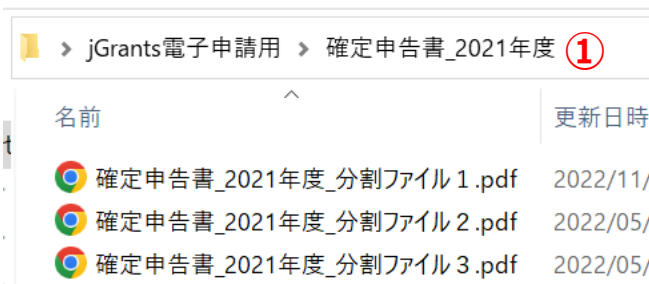 jGrants電子申請用 > 確定申告書_2021年度 ①
名前 更新日時
確定申告書_2021年度_分割ファイル１.pdf 2022/11/
確定申告書_2021年度_分割ファイル２.pdf 2022/05/
確定申告書_2021年度_分割ファイル３.pdf 2022/05/